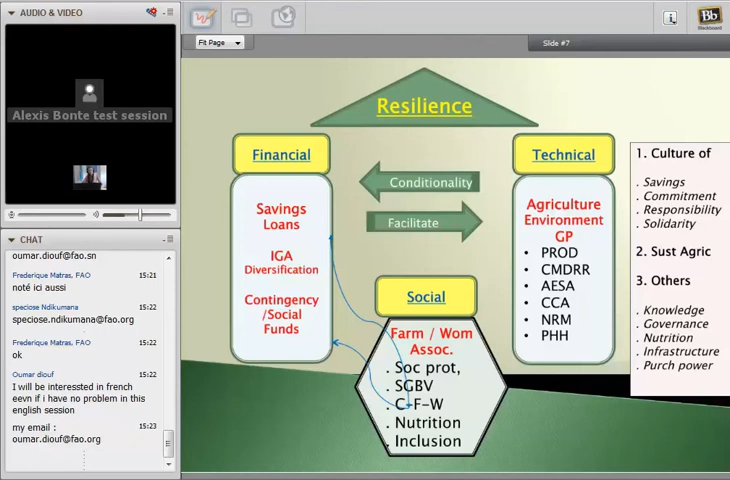 AUDIO & VIDEO
Alexis Bonte test session
CHAT
oumar.diouf@fao.sn
Frederique Matras, FAO 15:21
noté ici aussi
speciose Ndikumana 15:22
speciose.ndikumana@fao.org
Frederique Matras, FAO 15:22
ok
Oumar diouf 15:22
I will be interessted in french
eevn if i have no problem in this
english session
my email : 15:23
oumar.diouf@fao.org
Fit Page
Slide #7
i
Bb
Blackboard
Resilience
Financial
Savings
Loans
IGA
Diversification
Contingency
/Social
Funds
Conditionality
Facilitate
Social
Farm / Wom
Assoc.
. Soc prot,
. SGBV
. C-F-W
. Nutrition
. Inclusion
Technical
Agriculture
Environment
GP
• PROD
• CMDRR
• AESA
• CCA
• NRM
• PHH
1. Culture of
. Savings
. Commitment
. Responsibility
. Solidarity
2. Sust Agric
3. Others
. Knowledge
. Governance
. Nutrition
. Infrastructure
. Purch power